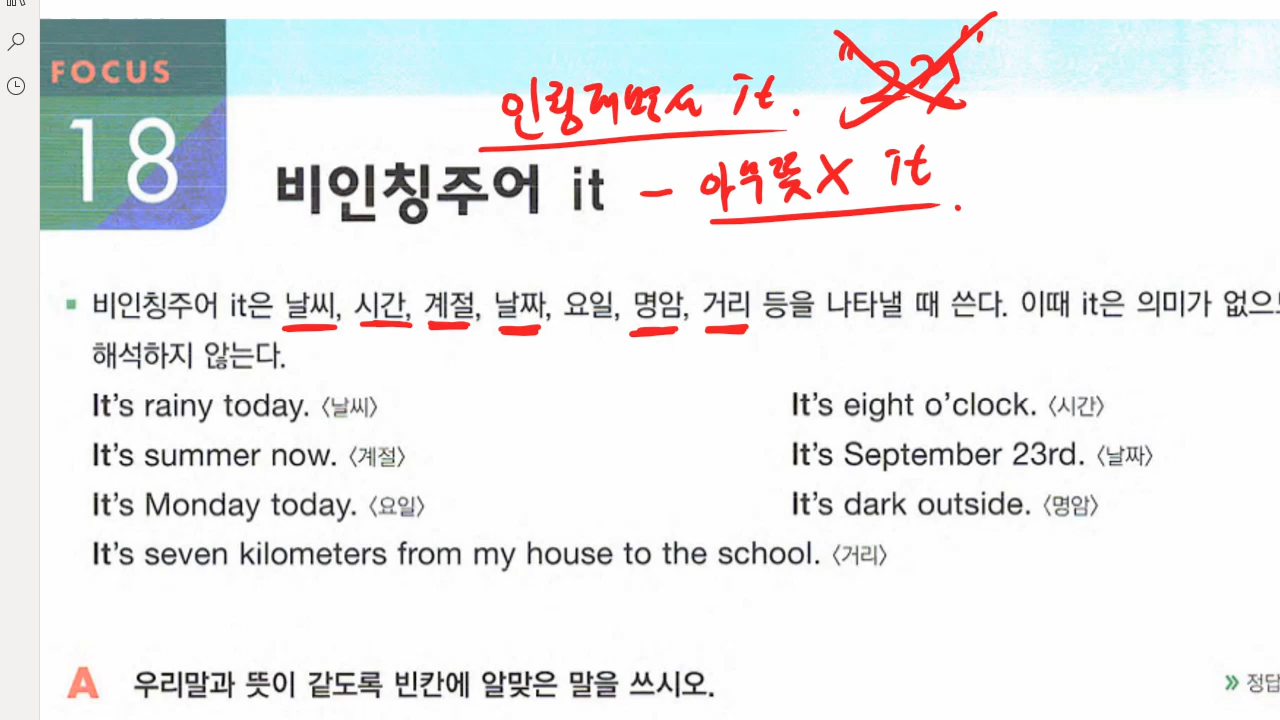 FOCUS
18
인칭대명사 it.
비인칭주어 it - 아무뜻X it.
비인칭주어 it은 날씨, 시간, 계절, 날짜, 요일, 명암, 거리 등을 나타낼 때 쓴다. 이때 it은 의미가
해석하지 않는다.
It's rainy today. 〈날씨〉 It's eight o'clock. 〈시간〉
It's summer now. 〈계절〉 It's September 23rd. 〈날짜〉
It's Monday today. 〈요일〉 It's dark outside. 〈명암〉
It's seven kilometers from my house to the school. 〈거리〉
A 우리말과 뜻이 같도록 빈칸에 알맞은 말을 쓰시오. » 정답